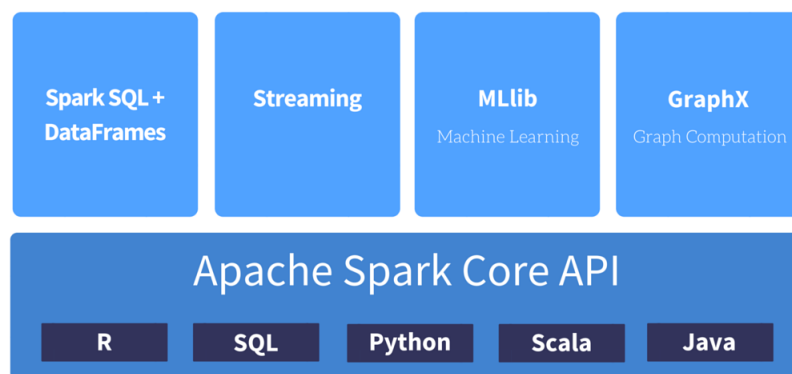 Spark SQL +
DataFrames
Streaming
MLlib
Machine Learning
GraphX
Graph Computation
Apache Spark Core API
R
SQL
Python
Scala
Java